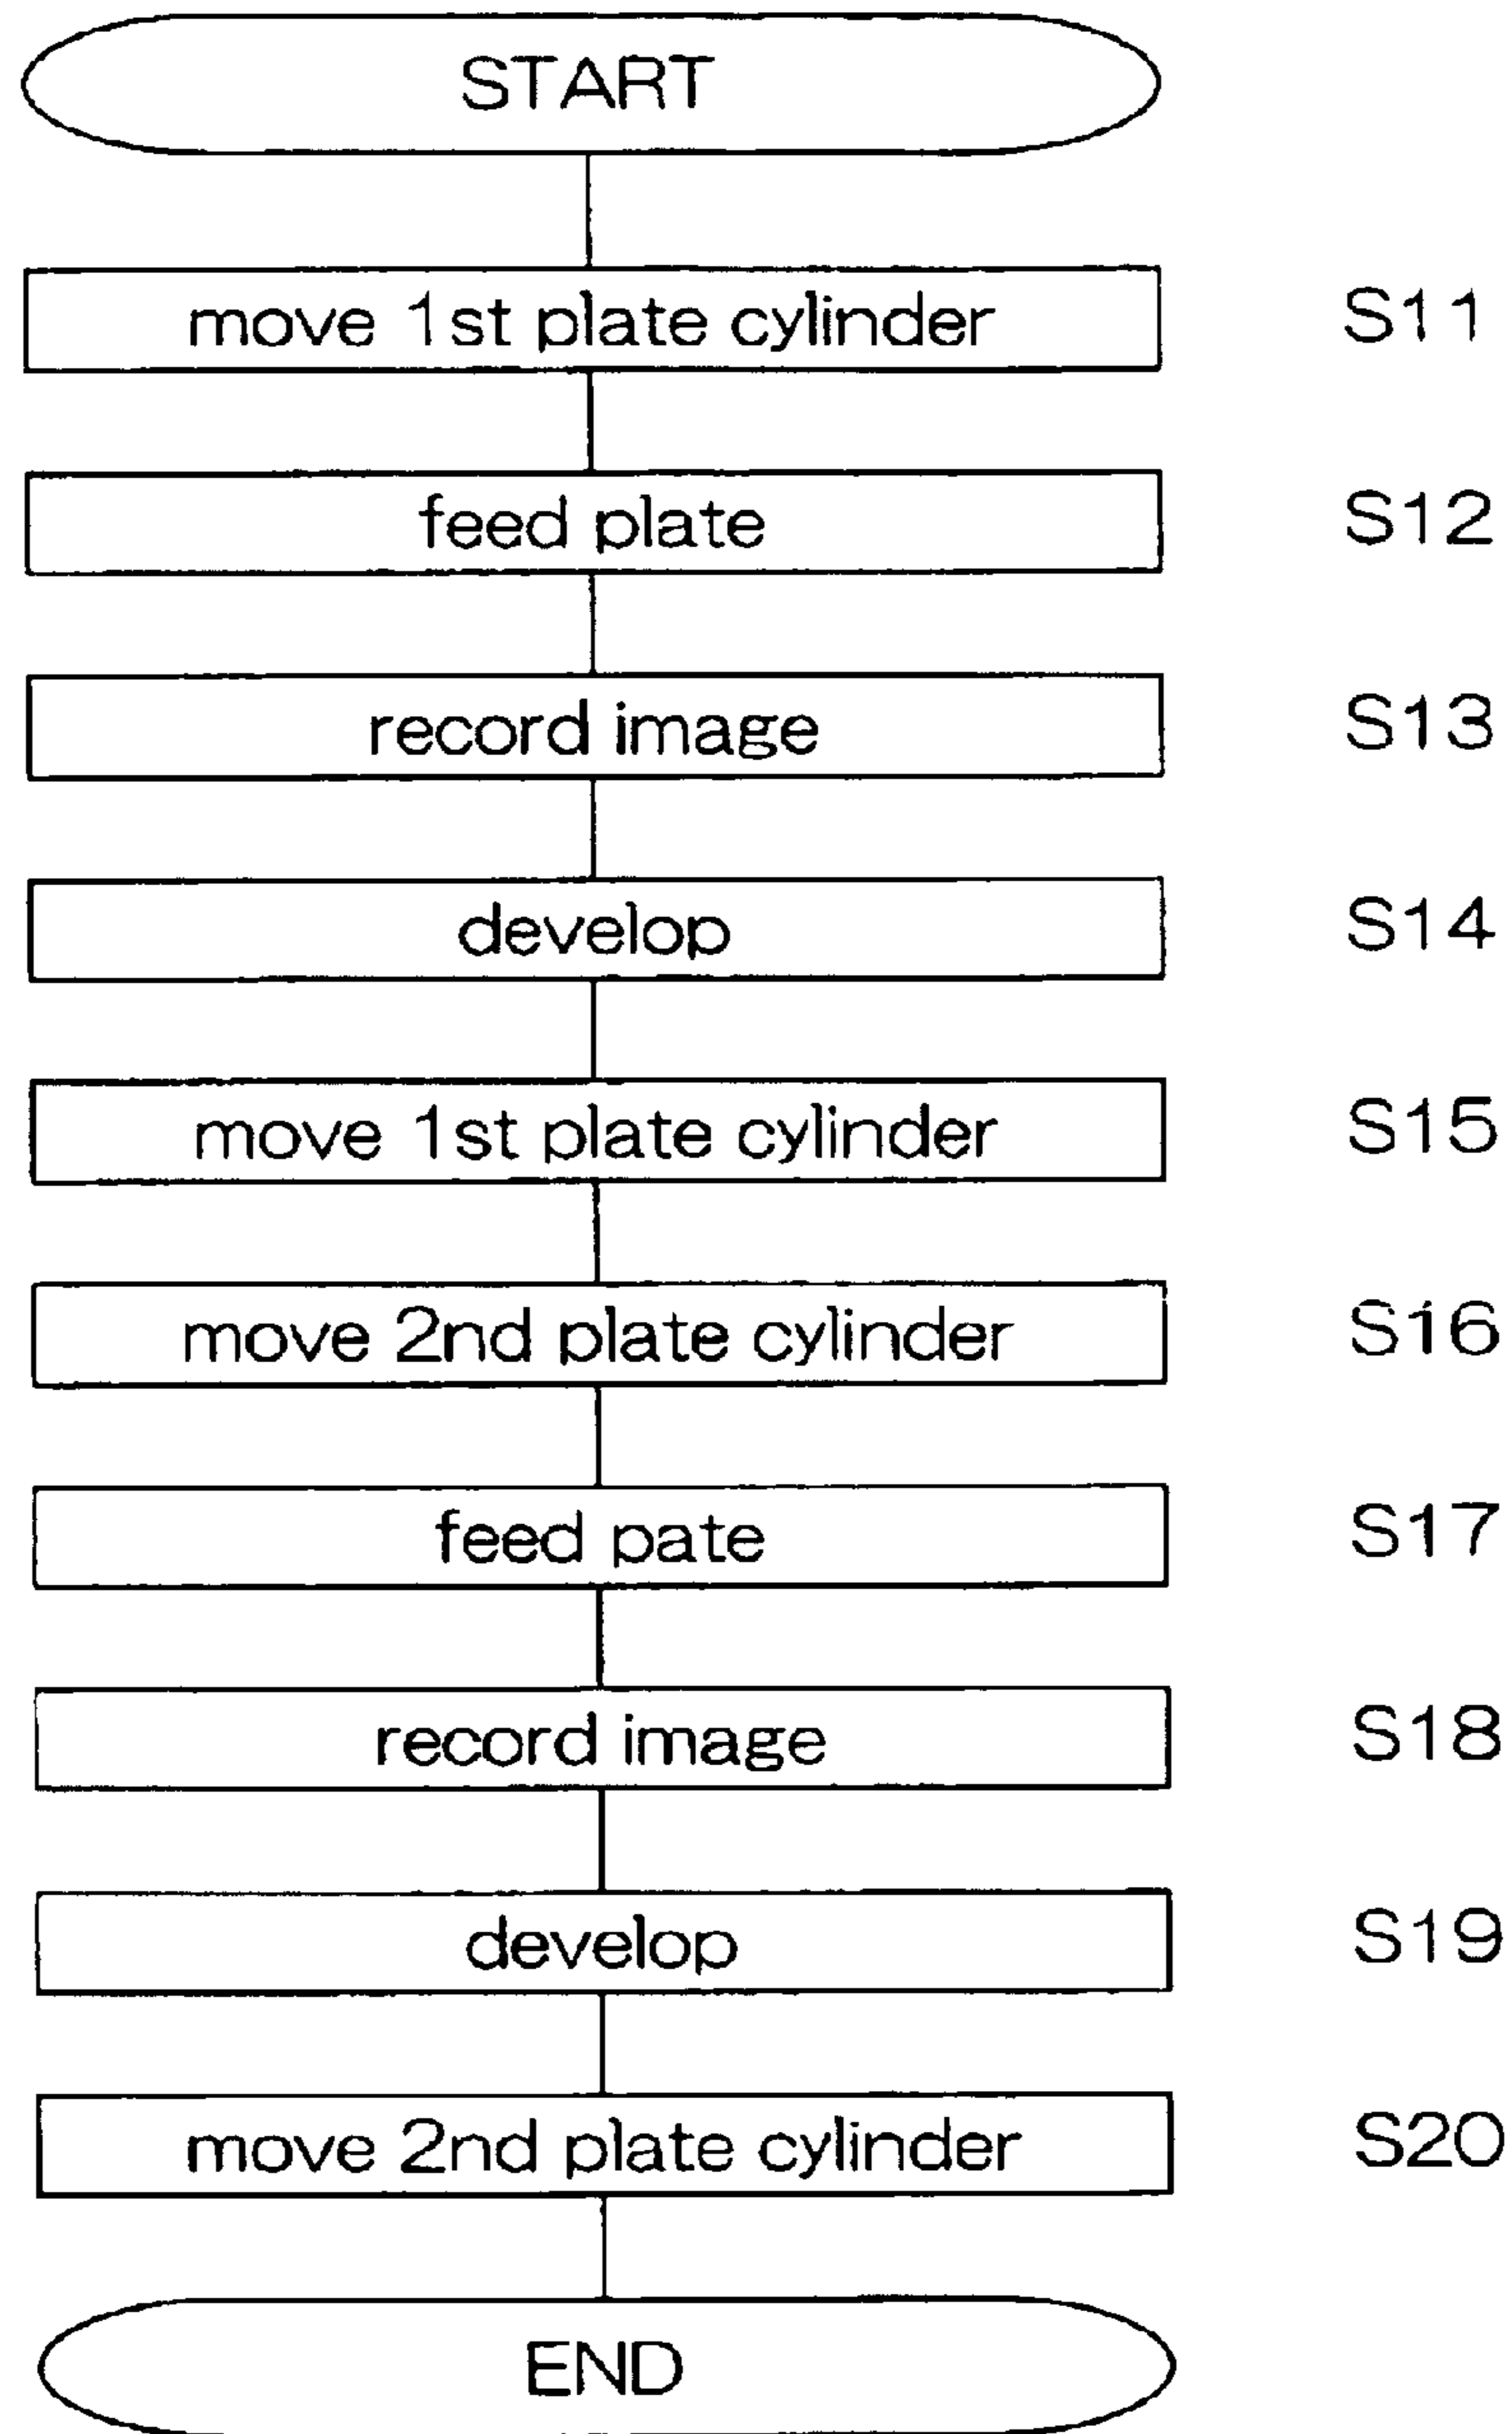 START
move 1st plate cylinder S11
feed plate S12
record image S13
develop S14
move 1st plate cylinder S15
move 2nd plate cylinder S16
feed pate S17
record image S18
develop S19
move 2nd plate cylinder S20
END